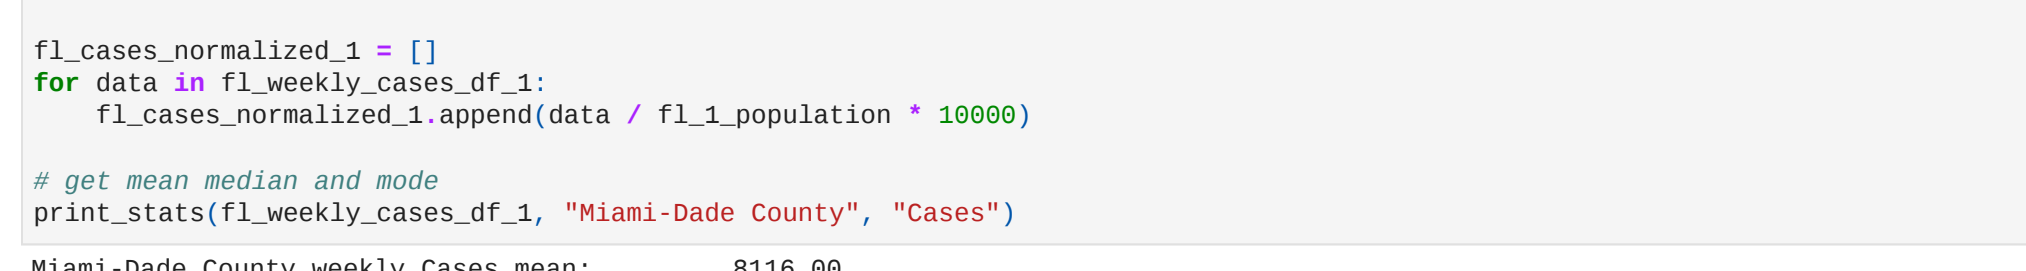 fl_cases_normalized_1 = []
for data in fl_weekly_cases_df_1:
    fl_cases_normalized_1.append(data / fl_1_population * 10000)
# get mean median and mode
print_stats(fl_weekly_cases_df_1, "Miami-Dade County", "Cases")
Miami-Dade County weekly Cases mean: 8116.00